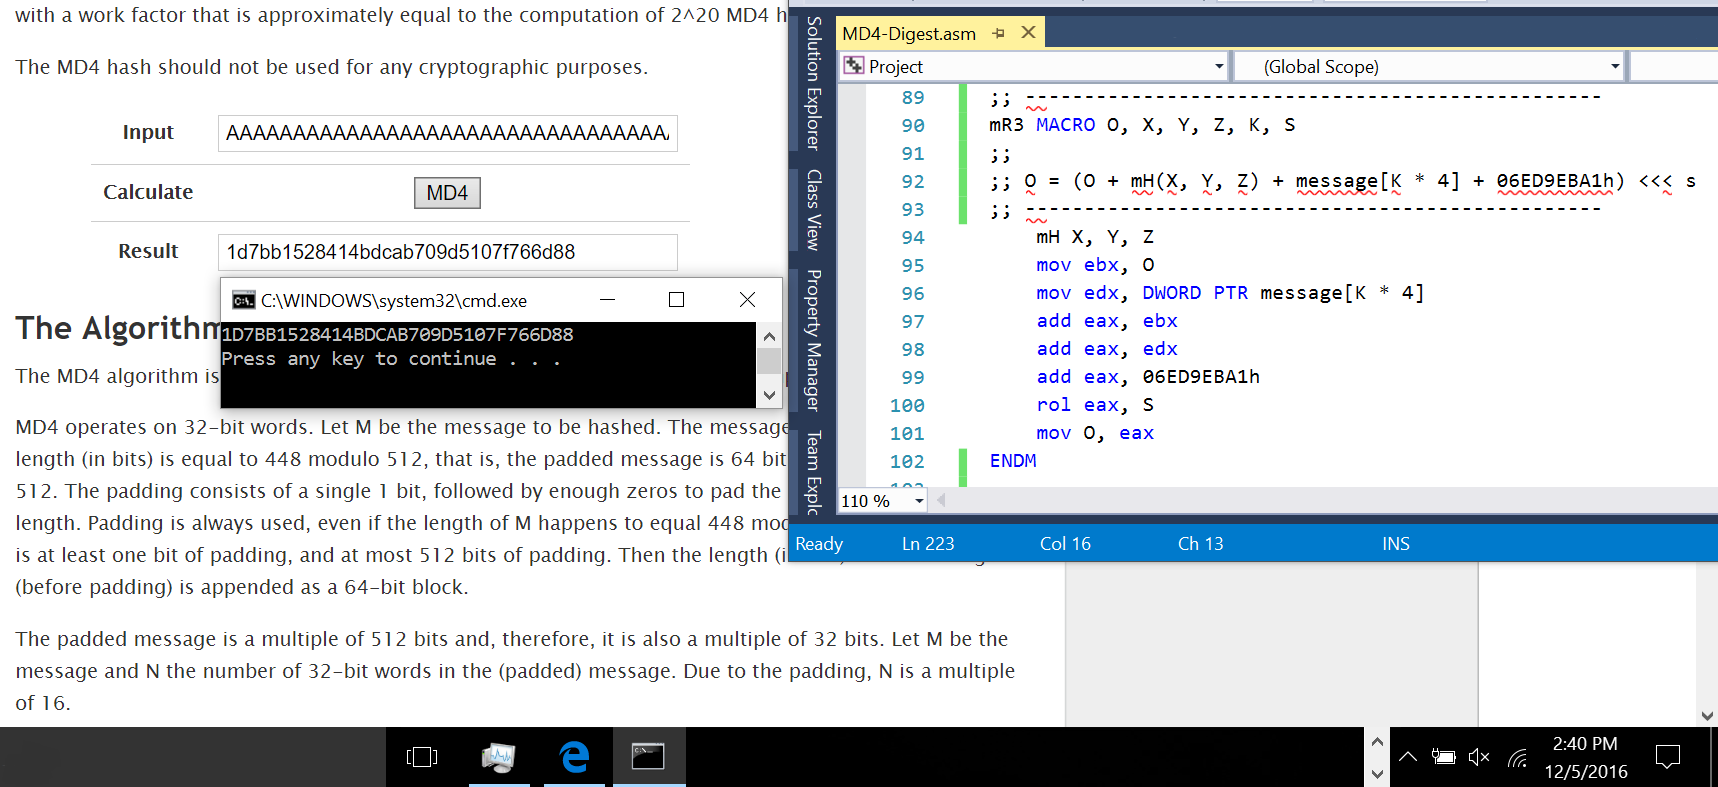 with a work factor that is approximately equal to the computation of 2^20 MD4 h
The MD4 hash should not be used for any cryptographic purposes.
Input
AAAAAAAAAAAAAAAAAAAAAAAAAAAAAAAAA
Calculate
MD4
Result
1d7bb1528414bdcab709d5107f766d88
C:\WINDOWS\system32\cmd.exe
1D7BB1528414BDCAB709D5107F766D88
Press any key to continue . . .
The Algorithm
The MD4 algorithm is
MD4 operates on 32-bit words. Let M be the message to be hashed. The message
length (in bits) is equal to 448 modulo 512, that is, the padded message is 64 bit
512. The padding consists of a single 1 bit, followed by enough zeros to pad the
length. Padding is always used, even if the length of M happens to equal 448 mod
is at least one bit of padding, and at most 512 bits of padding. Then the length (i
(before padding) is appended as a 64-bit block.
The padded message is a multiple of 512 bits and, therefore, it is also a multiple of 32 bits. Let M be the
message and N the number of 32-bit words in the (padded) message. Due to the padding, N is a multiple
of 16.
Solution Explorer
Class View
Property Manager
Team Explo
MD4-Digest.asm
Project
(Global Scope)
89 ;; -------------------------------------------------
90 mR3 MACRO O, X, Y, Z, K, S
91 ;;
92 ;; O = (O + mH(X, Y, Z) + message[K * 4] + 06ED9EBA1h) <<< s
93 ;; -------------------------------------------------
94 mH X, Y, Z
95 mov ebx, O
96 mov edx, DWORD PTR message[K * 4]
97 add eax, ebx
98 add eax, edx
99 add eax, 06ED9EBA1h
100 rol eax, S
101 mov O, eax
102 ENDM
110 %
Ready Ln 223 Col 16 Ch 13 INS
2:40 PM
12/5/2016